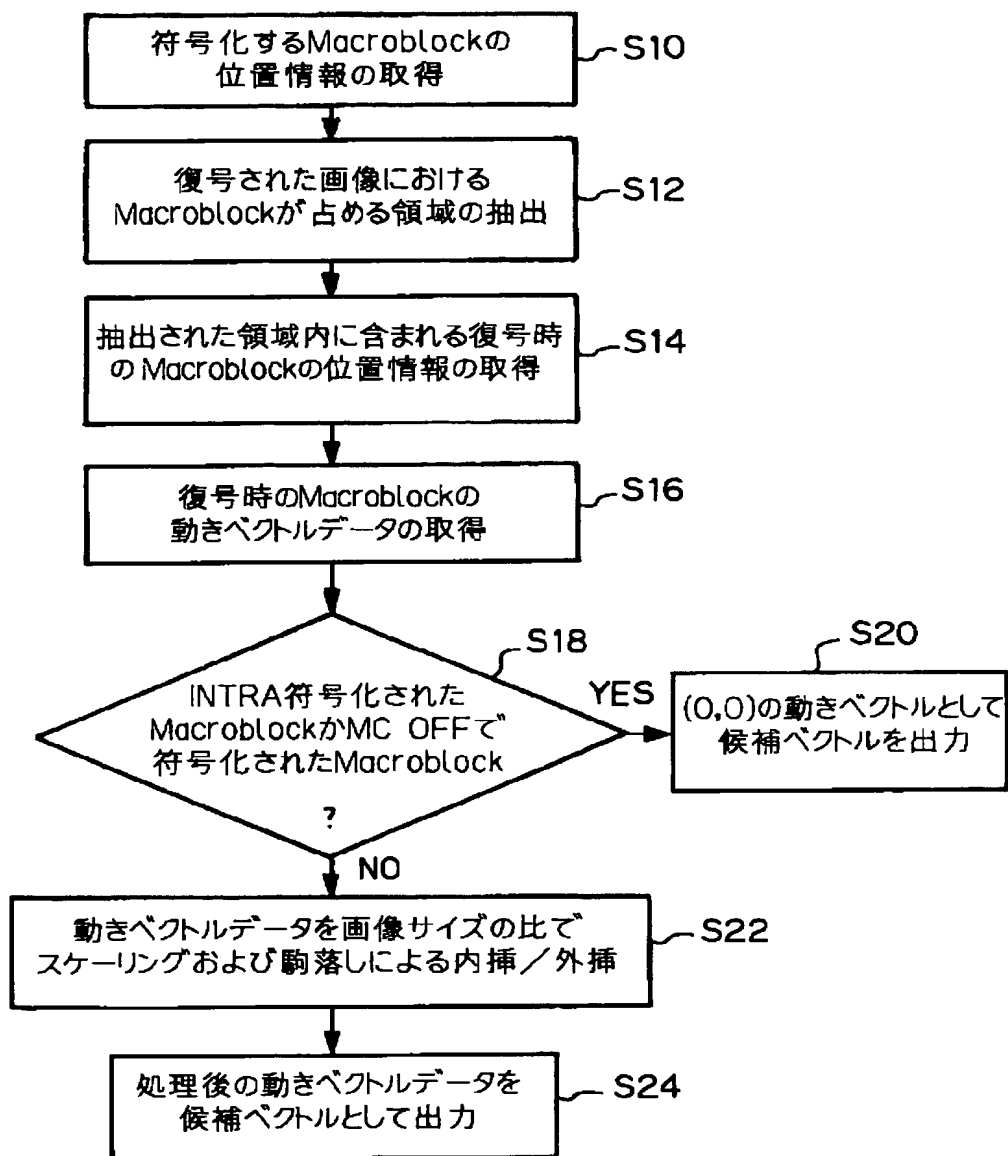 符号化するMacroblockの
位置情報の取得
S10
復号された画像における
Macroblockが占める領域の抽出
S12
抽出された領域内に含まれる復号時
のMacroblockの位置情報の取得
S14
復号時のMacroblockの
動きベクトルデータの取得
S16
S18
INTRA符号化された
MacroblockかMC OFFで
符号化されたMacroblock
?
YES
S20
(0,0)の動きベクトルとして
候補ベクトルを出力
NO
動きベクトルデータを画像サイズの比で
スケーリングおよび駒落しによる内挿/外挿
S22
処理後の動きベクトルデータを
候補ベクトルとして出力
S24